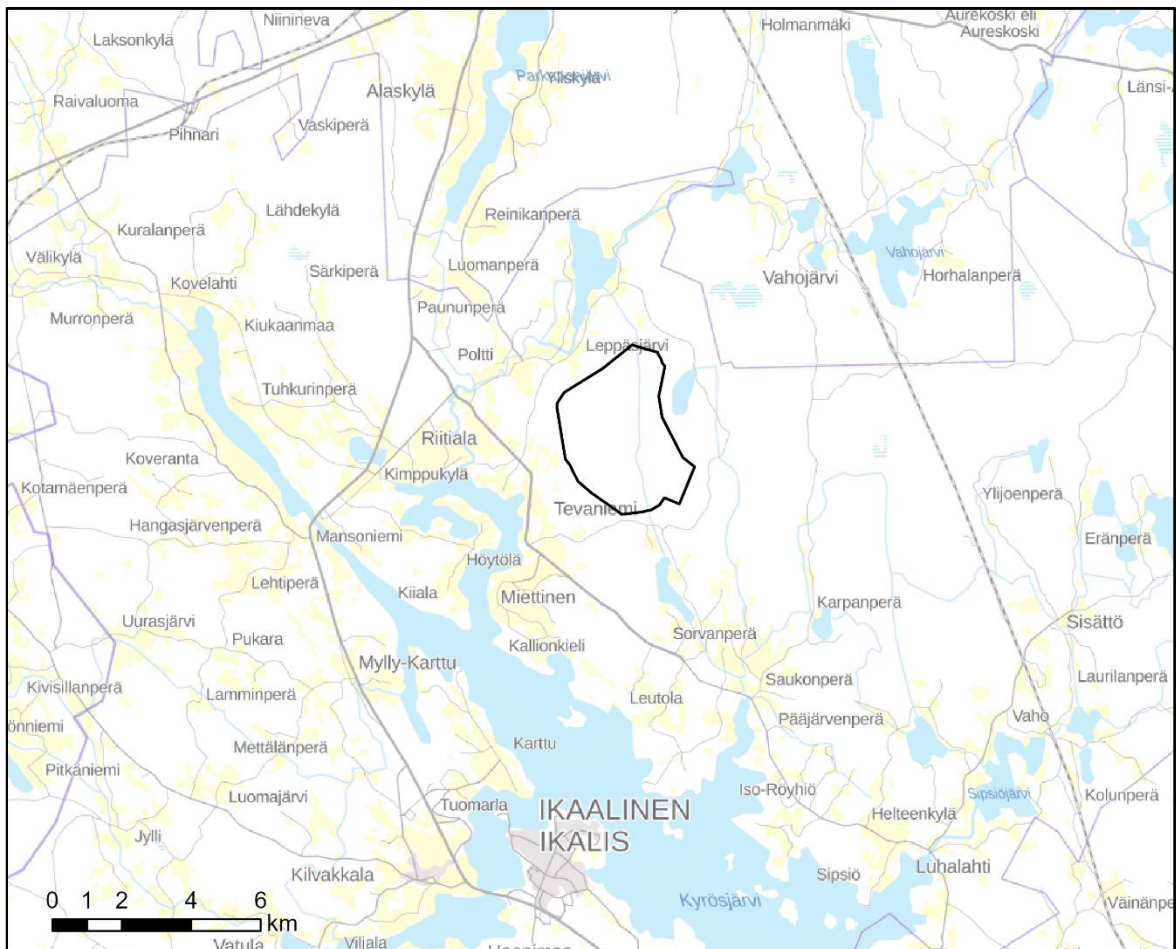 Niinineva
Holmanmäki
Aurekoski eli
Aureskoski
Laksonkylä
Yliskylä
Alaskylä
Länsi-
Raivaluoma
Vaskiperä
Pihnari
Lähdekylä
Reinikanperä
Kuralanperä
Välikylä
Särkiperä
Luomanperä
Vahojärvi
Kovelahti
Vahojärvi
Horhalanperä
Paununperä
Murronperä
Kiukaanmaa
Poltti
Leppäsjärvi
Tuhkurinperä
Riitiala
Koveranta
Kimppukylä
Kotamäenperä
Ylijoenperä
Tevaniemi
Hangasjärvenperä
Mansoniemi
Eränperä
Höytölä
Lehtiperä
Kiiala
Miettinen
Karpanperä
Uurasjärvi
Sisättö
Pukara
Kallionkieli
Sorvanperä
Mylly-Karttu
Saukonperä
Laurilanperä
Kivisillanperä
Lamminperä
Leutola
Pääjärvenperä
Vaho
önniemi
Mettälänperä
Karttu
Pitkäniemi
Luomajärvi
Tuomarla
Iso-Röyhiö
Sipsiöjärvi
Kolunperä
IKAALINEN
IKALIS
Helteenkylä
Jylli
Kilvakkala
Sipsiö
Luhalahti
Kyrösjärvi
Väinänpe
0 1 2 4 6
km
Vatula
Viljala